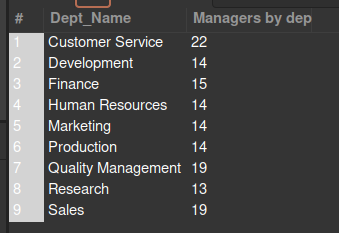 # Dept_Name Managers by dep
1 Customer Service 22
2 Development 14
3 Finance 15
4 Human Resources 14
5 Marketing 14
6 Production 14
7 Quality Management 19
8 Research 13
9 Sales 19